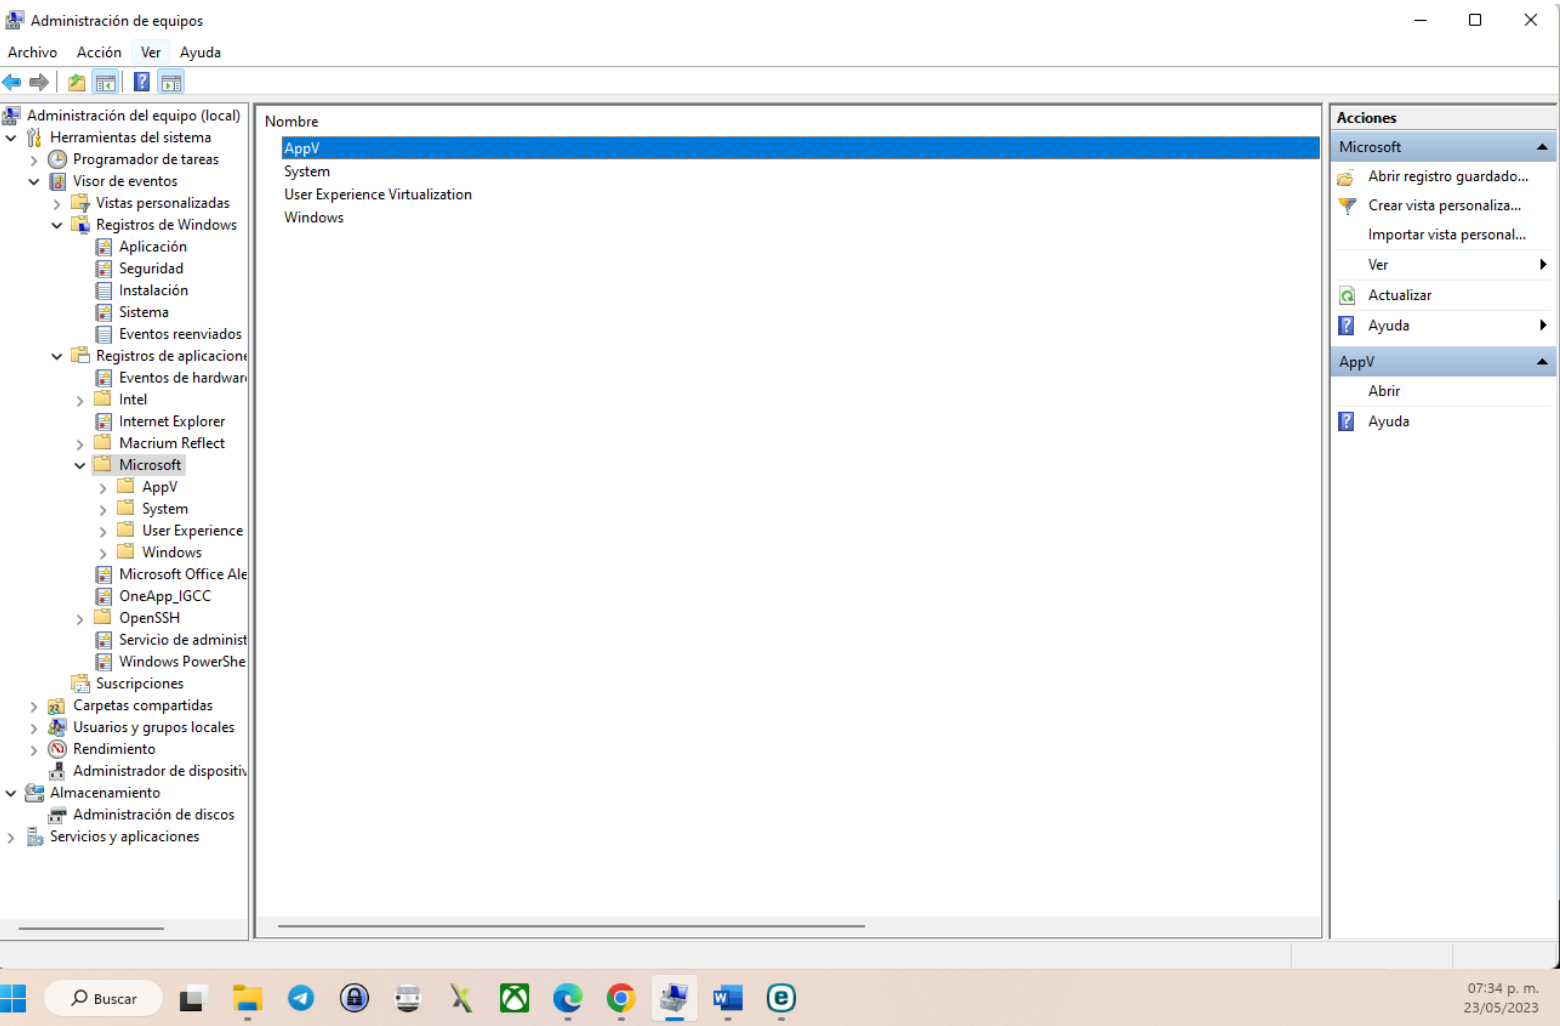 Administración de equipos
Archivo Acción Ver Ayuda
Administración del equipo (local)
Herramientas del sistema
Programador de tareas
Visor de eventos
Vistas personalizadas
Registros de Windows
Aplicación
Seguridad
Instalación
Sistema
Eventos reenviados
Registros de aplicacione
Eventos de hardwar
Intel
Internet Explorer
Macrium Reflect
Microsoft
AppV
System
User Experience
Windows
Microsoft Office Ale
OneApp_IGCC
OpenSSH
Servicio de administ
Windows PowerShe
Suscripciones
Carpetas compartidas
Usuarios y grupos locales
Rendimiento
Administrador de dispositiv
Almacenamiento
Administración de discos
Servicios y aplicaciones
Nombre
AppV
System
User Experience Virtualization
Windows
Acciones
Microsoft
Abrir registro guardado...
Crear vista personaliza...
Importar vista personal...
Ver
Actualizar
Ayuda
AppV
Abrir
Ayuda
Buscar
07:34 p. m.
23/05/2023